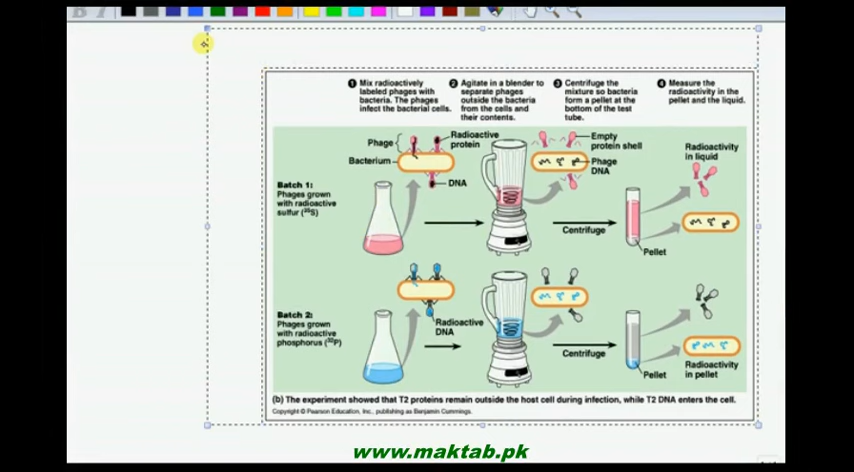 B I
1 Mix radioactively
labeled phages with
bacteria. The phages
infect the bacterial cells.
2 Agitate in a blender to
separate phages
outside the bacteria
from the cells and
their contents.
3 Centrifuge the
mixture so bacteria
form a pellet at the
bottom of the test
tube.
4 Measure the
radioactivity in the
pellet and the liquid.
Phage
Radioactive
protein
Bacterium
DNA
Empty
protein shell
Phage
DNA
Radioactivity
in liquid
Batch 1:
Phages grown
with radioactive
sulfur (35S)
Centrifuge
Pellet
Batch 2:
Phages grown
with radioactive
phosphorus (32P)
Radioactive
DNA
Centrifuge
Pellet
Radioactivity
in pellet
(b) The experiment showed that T2 proteins remain outside the host cell during infection, while T2 DNA enters the cell.
Copyright © Pearson Education, Inc., publishing as Benjamin Cummings.
www.maktab.pk